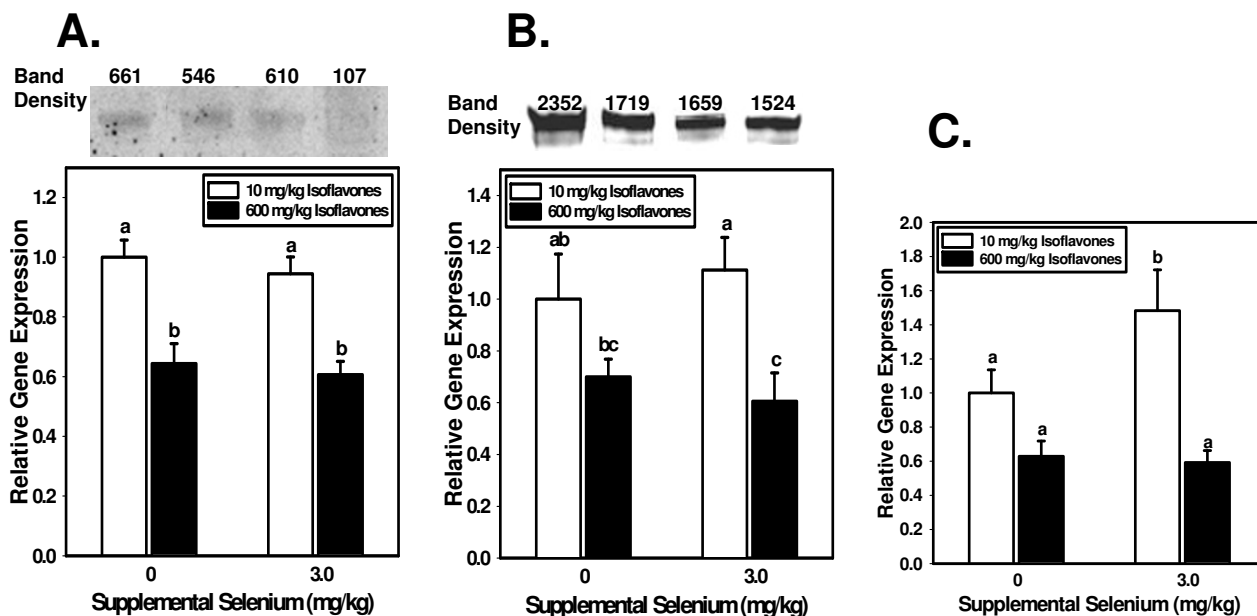 A.
Band
Density
661 546 610 107
1.2
1.0
0.8
0.6
0.4
0.2
0.0
Relative Gene Expression
10 mg/kg Isoflavones
600 mg/kg Isoflavones
a
b
a
b
0 3.0
Supplemental Selenium (mg/kg)
B.
Band
Density
2352 1719 1659 1524
1.4
1.2
1.0
0.8
0.6
0.4
0.2
0.0
Relative Gene Expression
10 mg/kg Isoflavones
600 mg/kg Isoflavones
ab
bc
a
c
0 3.0
Supplemental Selenium (mg/kg)
C.
2.0
1.8
1.6
1.4
1.2
1.0
0.8
0.6
0.4
0.2
0.0
Relative Gene Expression
10 mg/kg Isoflavones
600 mg/kg Isoflavones
a
a
b
a
0 3.0
Supplemental Selenium (mg/kg)